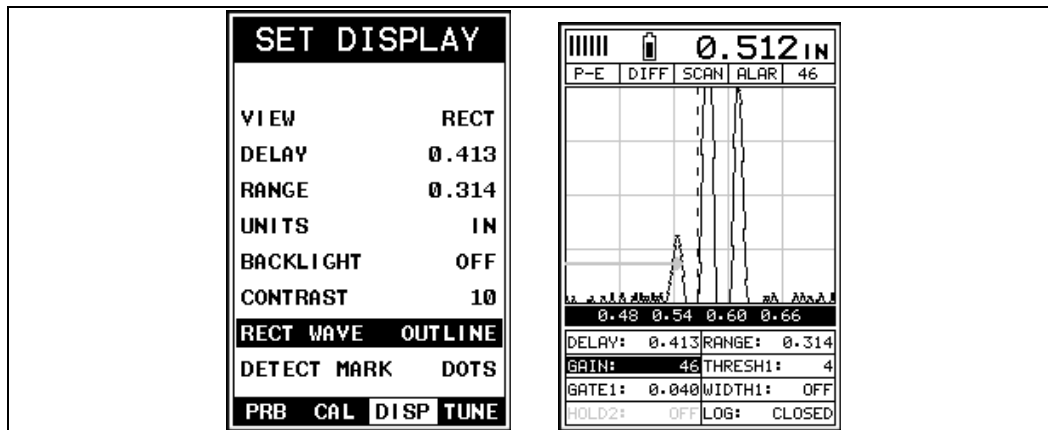 SET DISPLAY
VIEW RECT
DELAY 0.413
RANGE 0.314
UNITS IN
BACKLIGHT OFF
CONTRAST 10
RECT WAVE OUTLINE
DETECT MARK DOTS
PRB CAL DISP TUNE
0.512 IN
P-E DIFF SCAN ALAR 46
0.48 0.54 0.60 0.66
DELAY: 0.413 RANGE: 0.314
GAIN: 46 THRESH1: 4
GATE1: 0.040 WIDTH1: OFF
HOLD2: OFF LOG: CLOSED